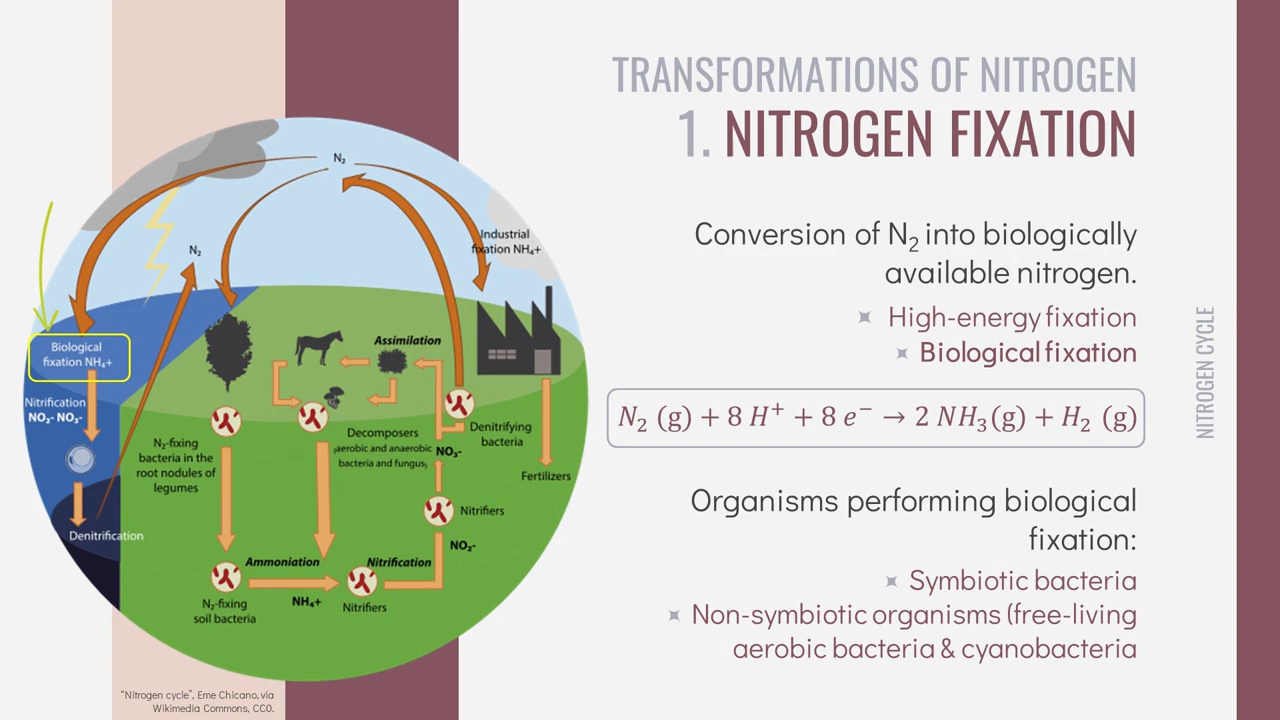 TRANSFORMATIONS OF NITROGEN
1. NITROGEN FIXATION
Conversion of N₂ into biologically
available nitrogen.
High-energy fixation
Biological fixation
N₂ (g) + 8 H⁺ + 8 e⁻ → 2 NH₃(g) + H₂ (g)
Organisms performing biological
fixation:
Symbiotic bacteria
Non-symbiotic organisms (free-living
aerobic bacteria & cyanobacteria
NITROGEN CYCLE
N₂
N₂
Industrial
fixation NH₄+
Biological
fixation NH₄+
Nitrification
NO₂- NO₃-
Denitrification
Assimilation
N₂-fixing
bacteria in the
root nodules of
legumes
Decomposers
(aerobic and anaerobic
bacteria and fungus)
NO₃-
Denitrifying
bacteria
Fertilizers
Nitrifiers
NO₂-
Ammoniation
Nitrification
NH₄+
Nitrifiers
N₂-fixing
soil bacteria
"Nitrogen cycle", Eme Chicano, via
Wikimedia Commons, CC0.